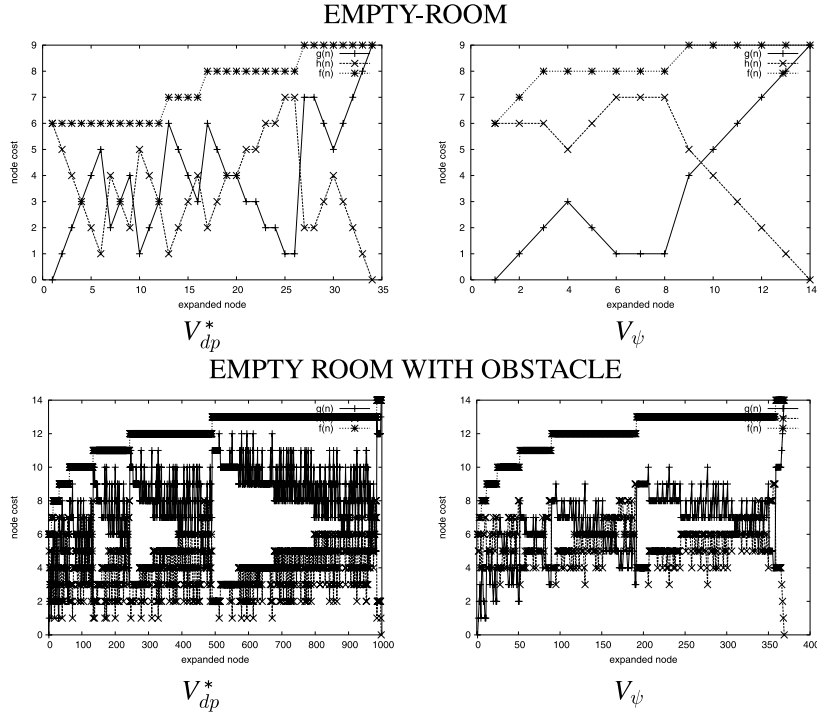 EMPTY-ROOM
9
8
7
6
5
4
3
2
1
0
node cost
g(n)
h(n)
f(n)
0 5 10 15 20 25 30 35
expanded node
V*dp
9
8
7
6
5
4
3
2
1
0
node cost
g(n)
h(n)
f(n)
2 4 6 8 10 12 14
expanded node
Vψ
EMPTY ROOM WITH OBSTACLE
14
12
10
8
6
4
2
0
node cost
g(n)
h(n)
f(n)
0 100 200 300 400 500 600 700 800 900 1000
expanded node
V*dp
14
12
10
8
6
4
2
0
node cost
g(n)
h(n)
f(n)
0 50 100 150 200 250 300 350 400
expanded node
Vψ